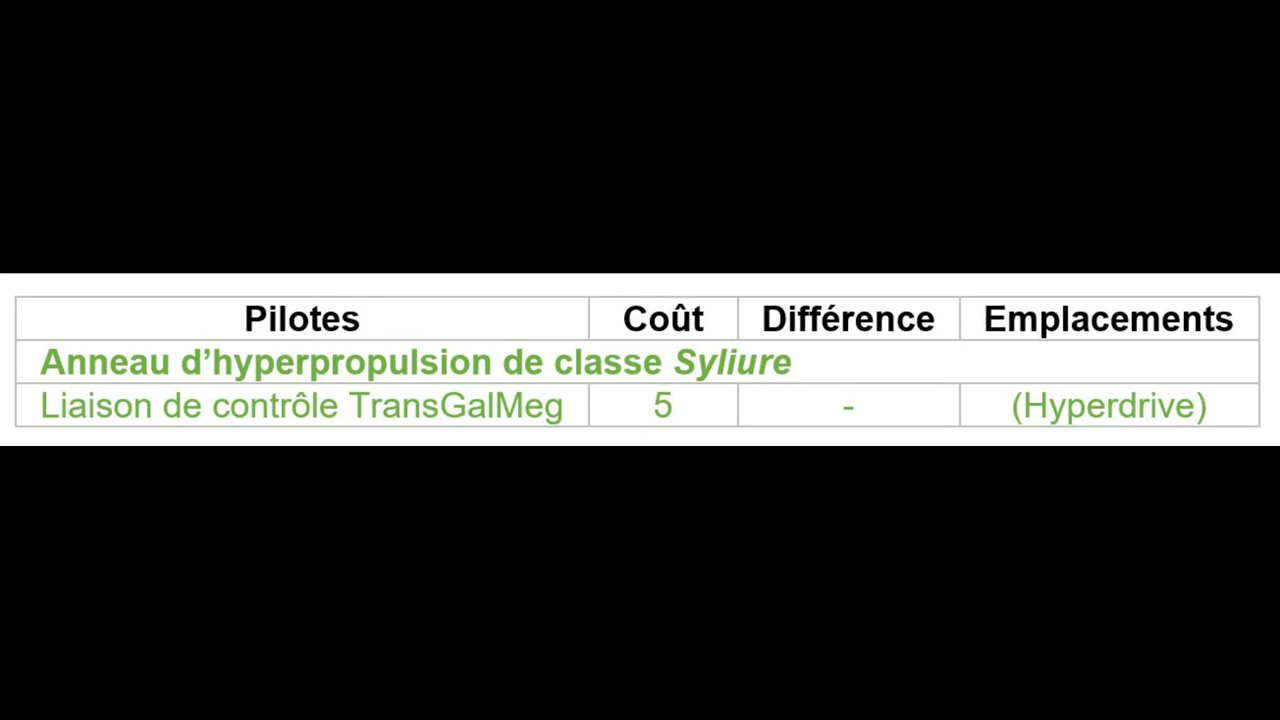 Pilotes Coût Différence Emplacements
Anneau d’hyperpropulsion de classe Syliure
Liaison de contrôle TransGalMeg 5 - (Hyperdrive)